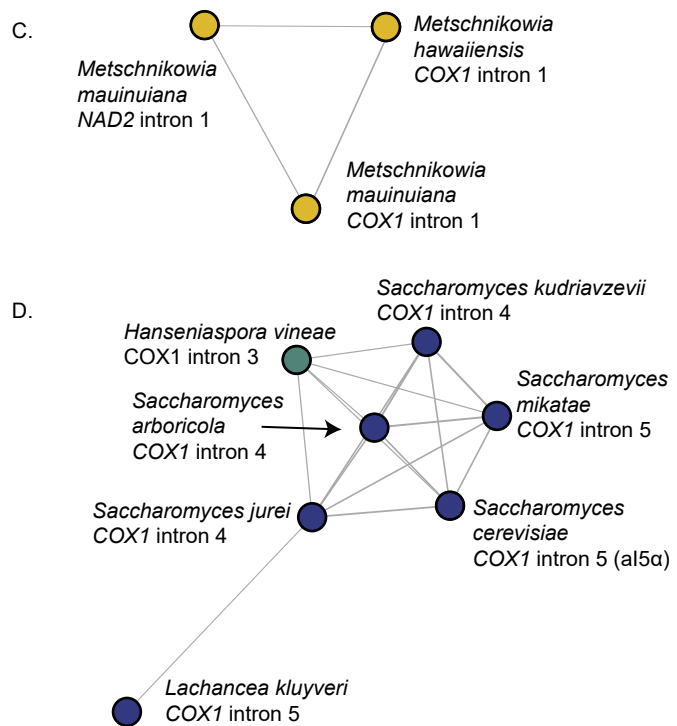 C.
Metschnikowia
hawaiiensis
COX1 intron 1
Metschnikowia
mauinuiana
NAD2 intron 1
Metschnikowia
mauinuiana
COX1 intron 1
D.
Saccharomyces kudriavzevii
COX1 intron 4
Hanseniaspora vineae
COX1 intron 3
Saccharomyces
mikatae
COX1 intron 5
Saccharomyces
arboricola
COX1 intron 4
Saccharomyces jurei
COX1 intron 4
Saccharomyces
cerevisiae
COX1 intron 5 (aI5α)
Lachancea kluyveri
COX1 intron 5